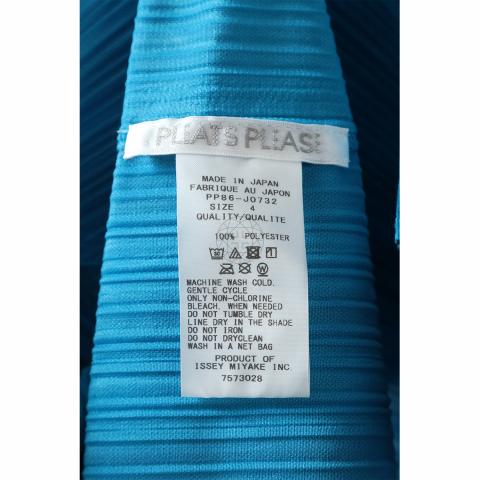 PLEATS PLEASE
MADE IN JAPAN
FABRIQUE AU JAPON
PP86-J0732
SIZE 4
QUALITY/QUALITE
100% POLYESTER
MACHINE WASH COLD.
GENTLE CYCLE
ONLY NON-CHLORINE
BLEACH, WHEN NEEDED
DO NOT TUMBLE DRY
LINE DRY IN THE SHADE
DO NOT IRON
DO NOT DRYCLEAN
WASH IN A NET BAG
PRODUCT OF
ISSEY MIYAKE INC.
7573028